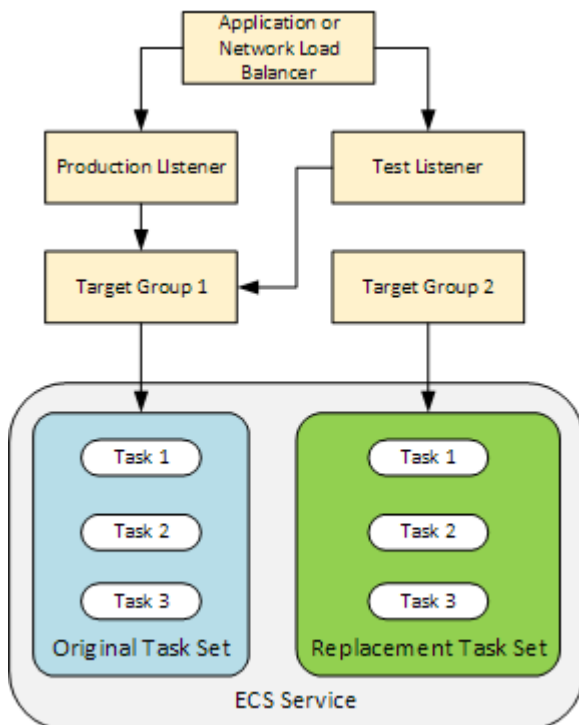 Application or
Network Load
Balancer
Production LIstener
Test Listener
Target Group 1
Target Group 2
Task 1
Task 2
Task 3
Original Task Set
Task 1
Task 2
Task 3
Replacement Task Set
ECS Service